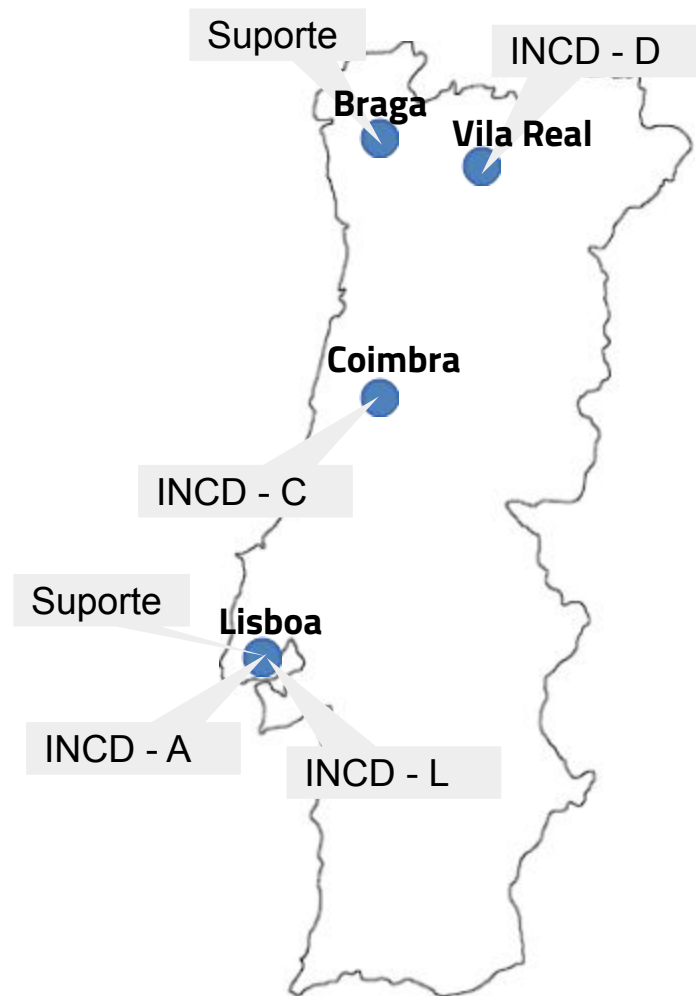 Suporte
INCD - D
Braga
Vila Real
Coimbra
INCD - C
Suporte
Lisboa
INCD - A
INCD - L